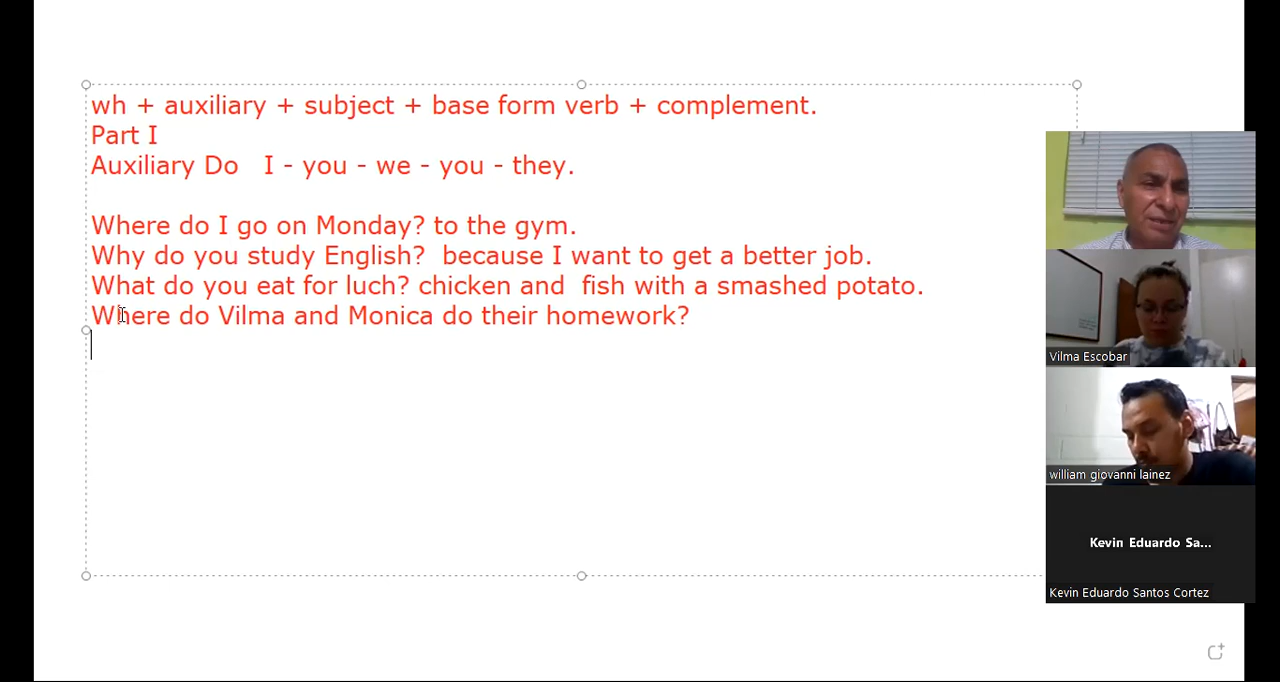 wh + auxiliary + subject + base form verb + complement.
Part I
Auxiliary Do   I - you - we - you - they.
Where do I go on Monday? to the gym.
Why do you study English?  because I want to get a better job.
What do you eat for luch? chicken and  fish with a smashed potato.
Where do Vilma and Monica do their homework?
Vilma Escobar
william giovanni lainez
Kevin Eduardo Sa...
Kevin Eduardo Santos Cortez